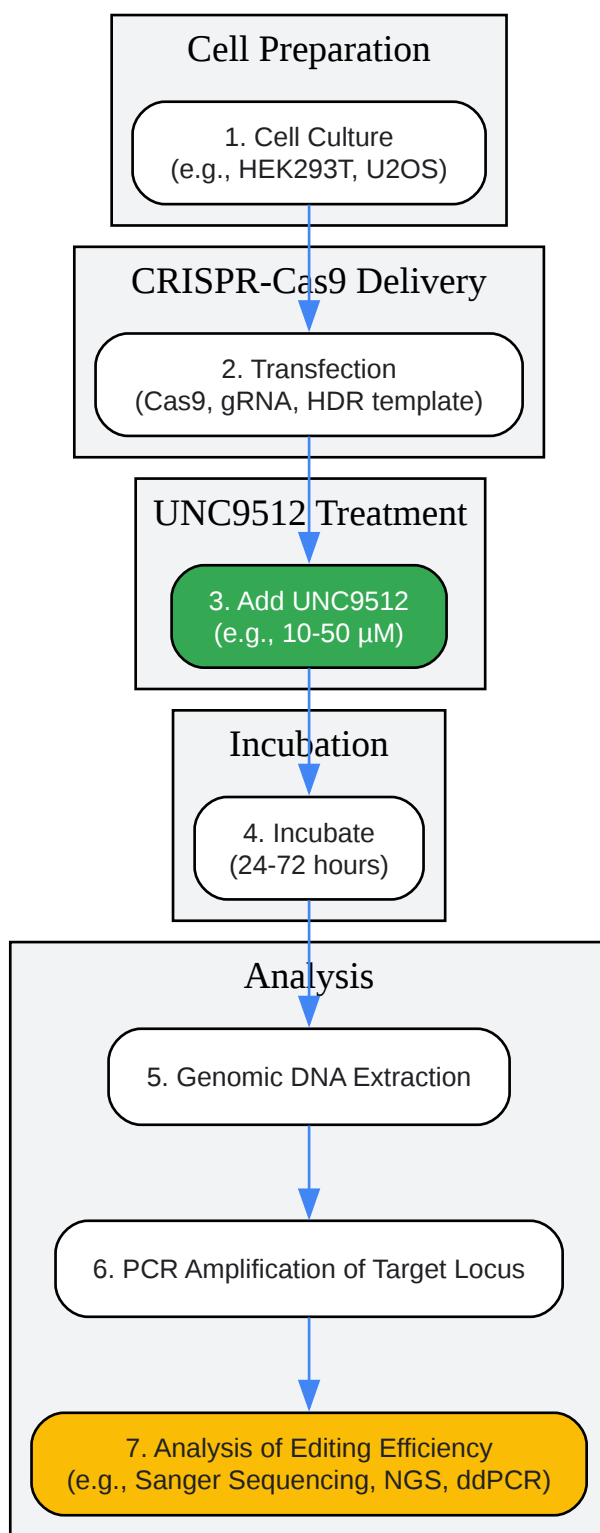 Cell Preparation
1. Cell Culture
(e.g., HEK293T, U2OS)
CRISPR-Cas9 Delivery
2. Transfection
(Cas9, gRNA, HDR template)
UNC9512 Treatment
3. Add UNC9512
(e.g., 10-50 µM)
Incubation
4. Incubate
(24-72 hours)
Analysis
5. Genomic DNA Extraction
6. PCR Amplification of Target Locus
7. Analysis of Editing Efficiency
(e.g., Sanger Sequencing, NGS, ddPCR)